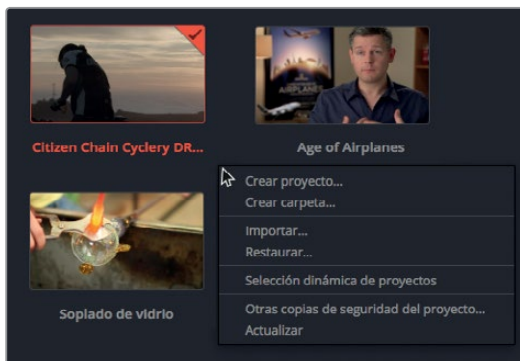 AIRPLANES
Citizen Chain Cyclery DR...
Age of Airplanes
Crear proyecto...
Crear carpeta...
Importar...
Restaurar...
Selección dinámica de proyectos
Otras copias de seguridad del proyecto...
Actualizar
Soplado de vidrio